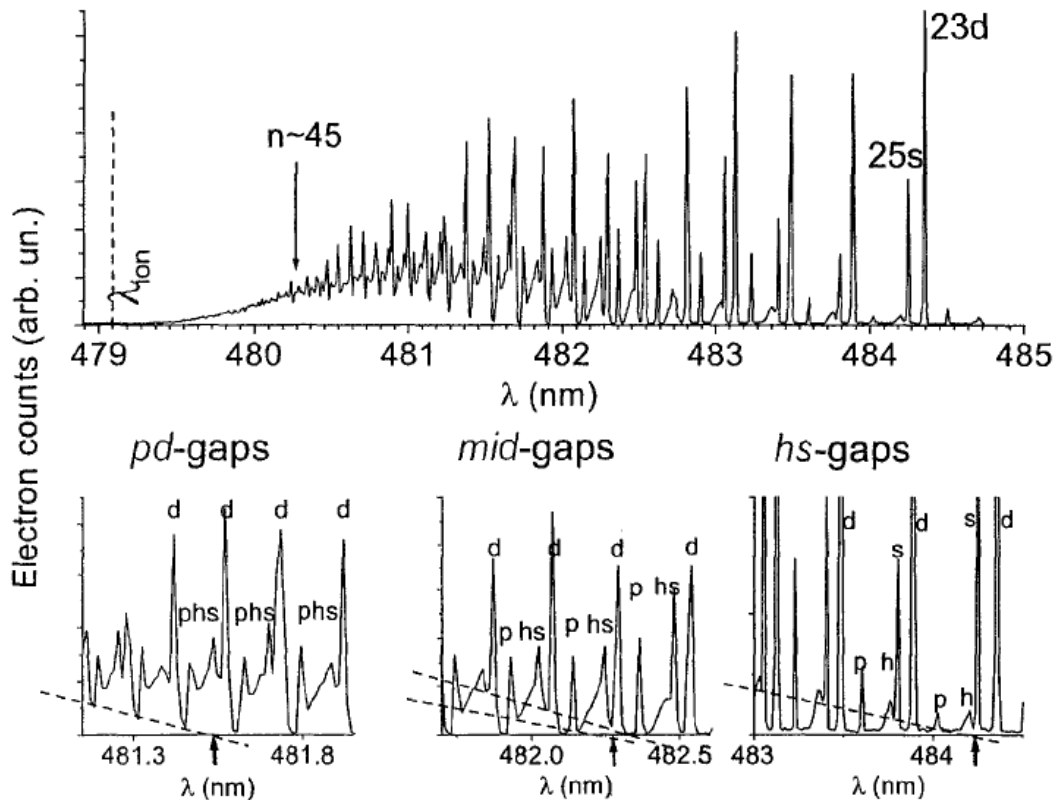 23d
n~45
25s
λion
479 480 481 482 483 484 485
λ (nm)
Electron counts (arb. un.)
pd-gaps mid-gaps hs-gaps
d d d d
phs phs phs
481.3 481.8
λ (nm)
d d d d
p hs p hs p hs
482.0 482.5
λ (nm)
d d s d
s
p h p h
483 484
λ (nm)